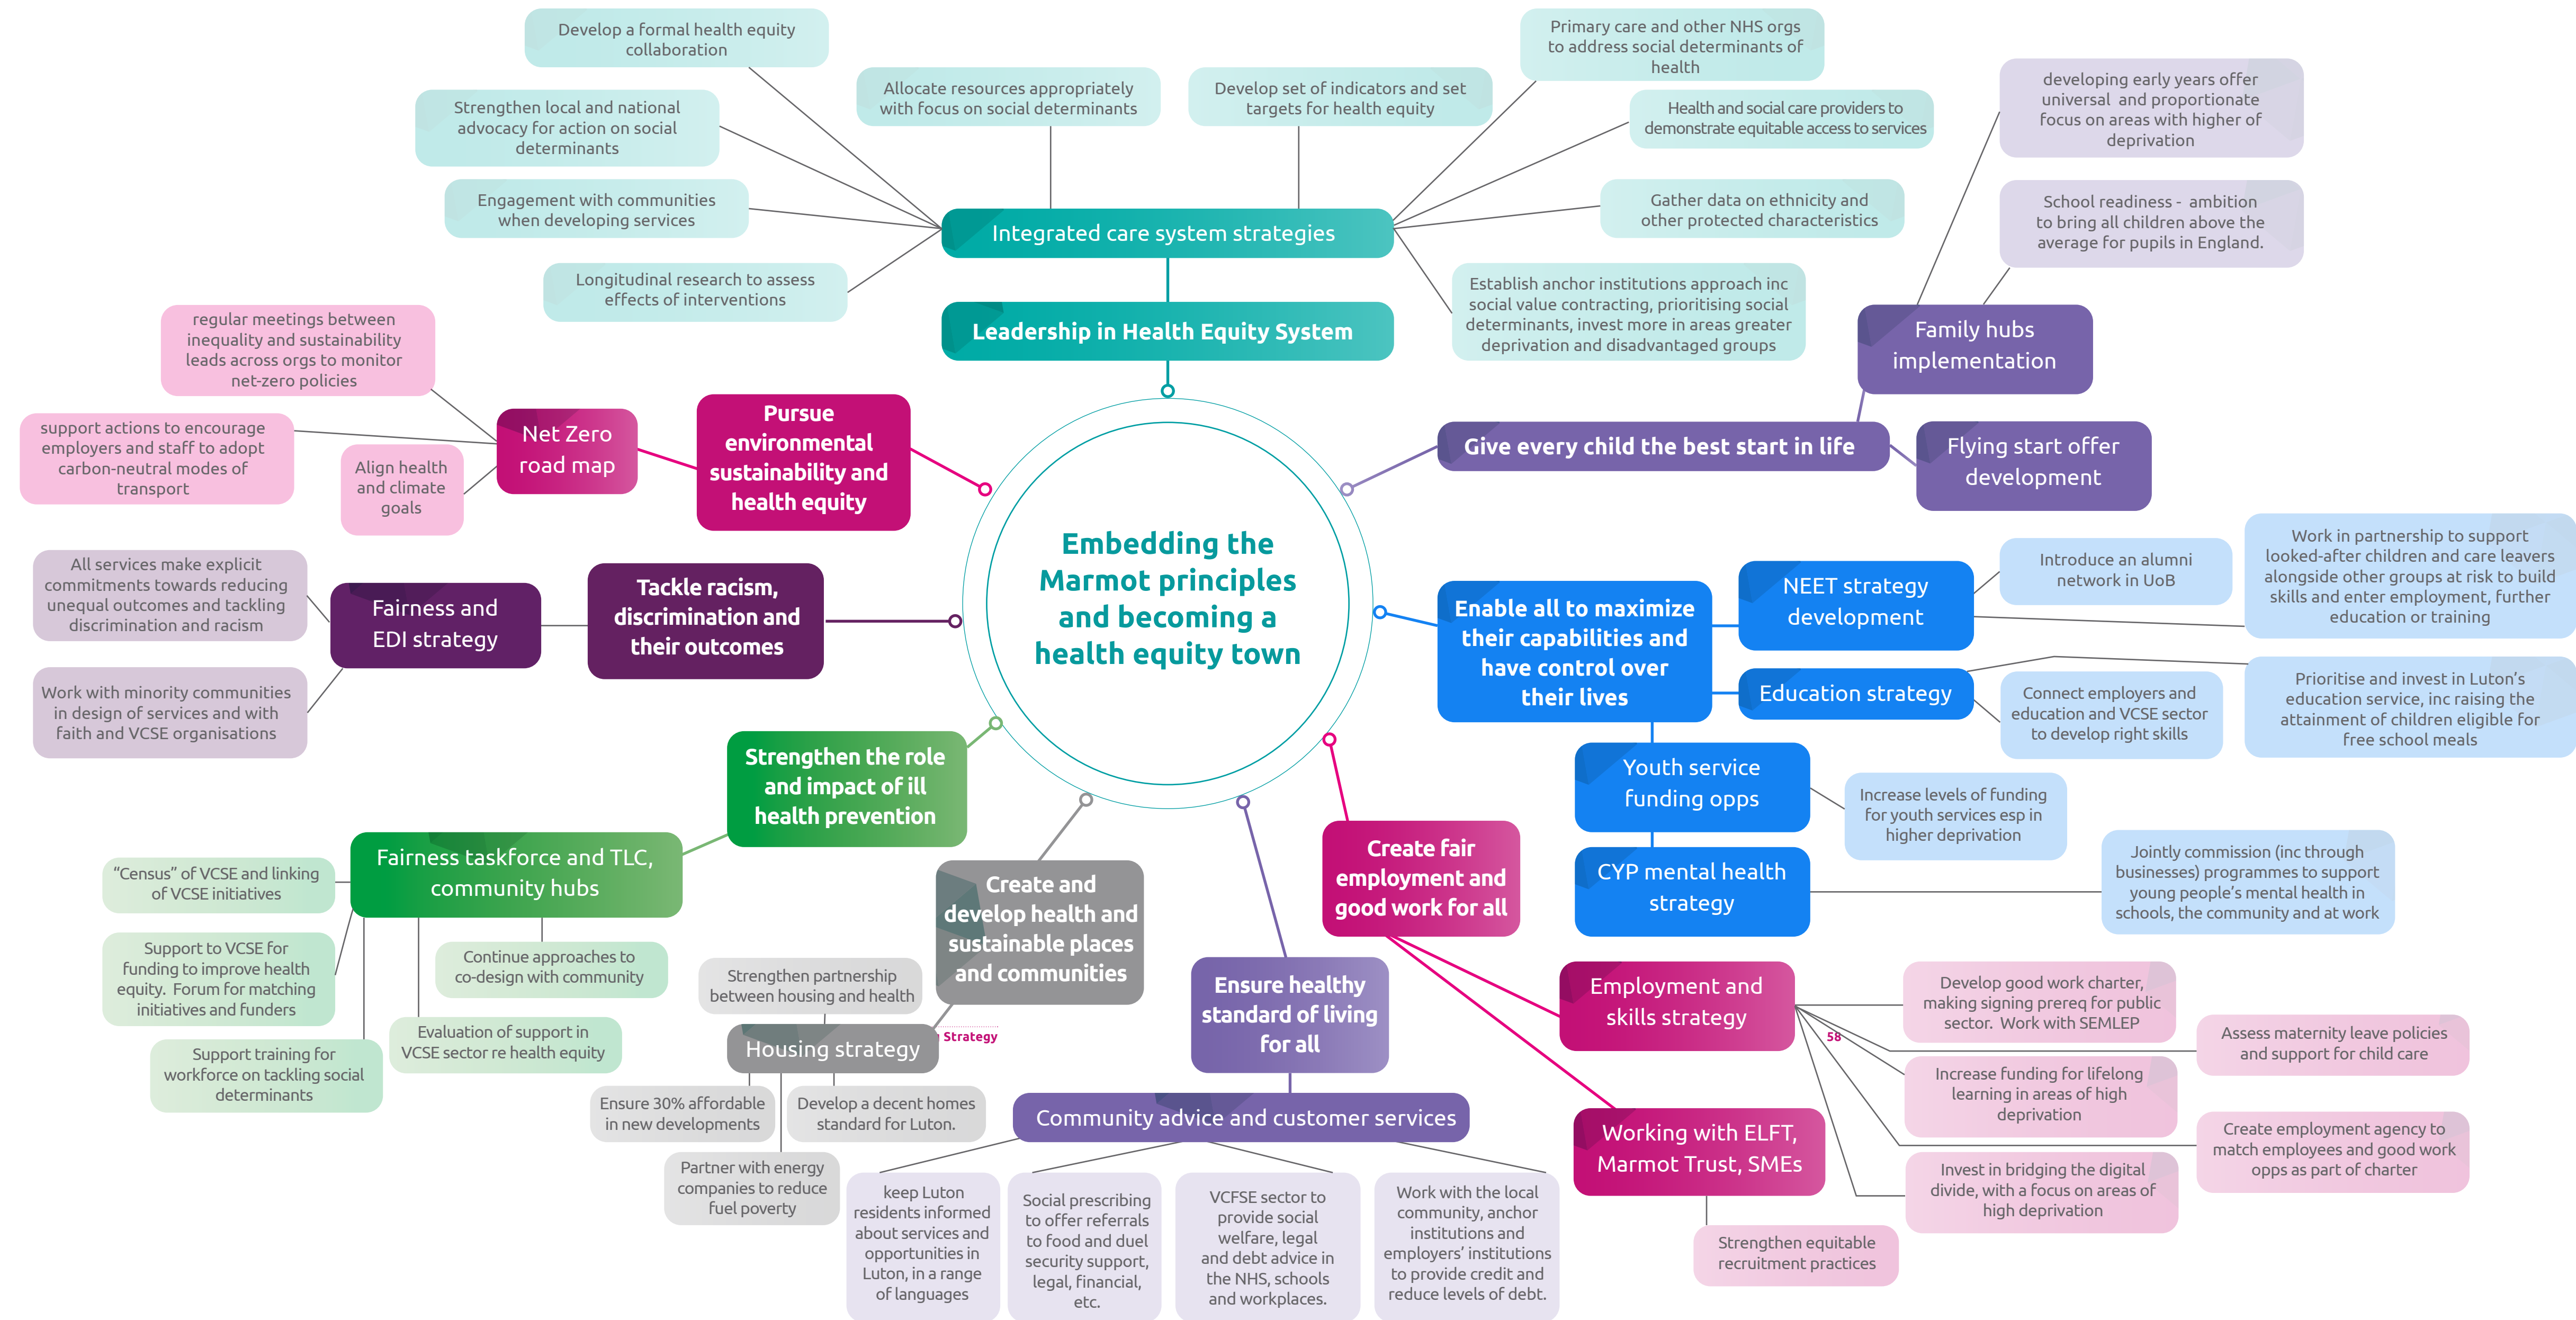 Develop a formal health equity
collaboration
Strengthen local and national
advocacy for action on social
determinants
Engagement with communities
when developing services
Longitudinal research to assess
effects of interventions
Allocate resources appropriately
with focus on social determinants
Develop set of indicators and set
targets for health equity
Primary care and other NHS orgs
to address social determinants of
health
Health and social care providers to
demonstrate equitable access to services
Gather data on ethnicity and
other protected characteristics
Establish anchor institutions approach inc
social value contracting, prioritising social
determinants, invest more in areas greater
deprivation and disadvantaged groups
Integrated care system strategies
Leadership in Health Equity System
developing early years offer
universal and proportionate
focus on areas with higher of
deprivation
School readiness - ambition
to bring all children above the
average for pupils in England.
Family hubs
implementation
Give every child the best start in life
Flying start offer
development
regular meetings between
inequality and sustainability
leads across orgs to monitor
net-zero policies
support actions to encourage
employers and staff to adopt
carbon-neutral modes of
transport
Align health
and climate
goals
Net Zero
road map
Pursue
environmental
sustainability and
health equity
Embedding the
Marmot principles
and becoming a
health equity town
All services make explicit
commitments towards reducing
unequal outcomes and tackling
discrimination and racism
Work with minority communities
in design of services and with
faith and VCSE organisations
Fairness and
EDI strategy
Tackle racism,
discrimination and
their outcomes
Enable all to maximize
their capabilities and
have control over
their lives
NEET strategy
development
Introduce an alumni
network in UoB
Work in partnership to support
looked-after children and care leavers
alongside other groups at risk to build
skills and enter employment, further
education or training
Education strategy
Connect employers and
education and VCSE sector
to develop right skills
Prioritise and invest in Luton's
education service, inc raising the
attainment of children eligible for
free school meals
Youth service
funding opps
Increase levels of funding
for youth services esp in
higher deprivation
CYP mental health
strategy
Jointly commission (inc through
businesses) programmes to support
young people's mental health in
schools, the community and at work
Strengthen the role
and impact of ill
health prevention
Fairness taskforce and TLC,
community hubs
“Census” of VCSE and linking
of VCSE initiatives
Support to VCSE for
funding to improve health
equity. Forum for matching
initiatives and funders
Support training for
workforce on tackling social
determinants
Evaluation of support in
VCSE sector re health equity
Continue approaches to
co-design with community
Create and
develop health and
sustainable places
and communities
Strengthen partnership
between housing and health
Housing strategy
Strategy
Ensure 30% affordable
in new developments
Develop a decent homes
standard for Luton.
Partner with energy
companies to reduce
fuel poverty
Ensure healthy
standard of living
for all
Community advice and customer services
keep Luton
residents informed
about services and
opportunities in
Luton, in a range
of languages
Social prescribing
to offer referrals
to food and duel
security support,
legal, financial,
etc.
VCFSE sector to
provide social
welfare, legal
and debt advice in
the NHS, schools
and workplaces.
Work with the local
community, anchor
institutions and
employers' institutions
to provide credit and
reduce levels of debt.
Create fair
employment and
good work for all
Employment and
skills strategy
58
Develop good work charter,
making signing prereq for public
sector. Work with SEMLEP
Assess maternity leave policies
and support for child care
Increase funding for lifelong
learning in areas of high
deprivation
Create employment agency to
match employees and good work
opps as part of charter
Invest in bridging the digital
divide, with a focus on areas of
high deprivation
Working with ELFT,
Marmot Trust, SMEs
Strengthen equitable
recruitment practices